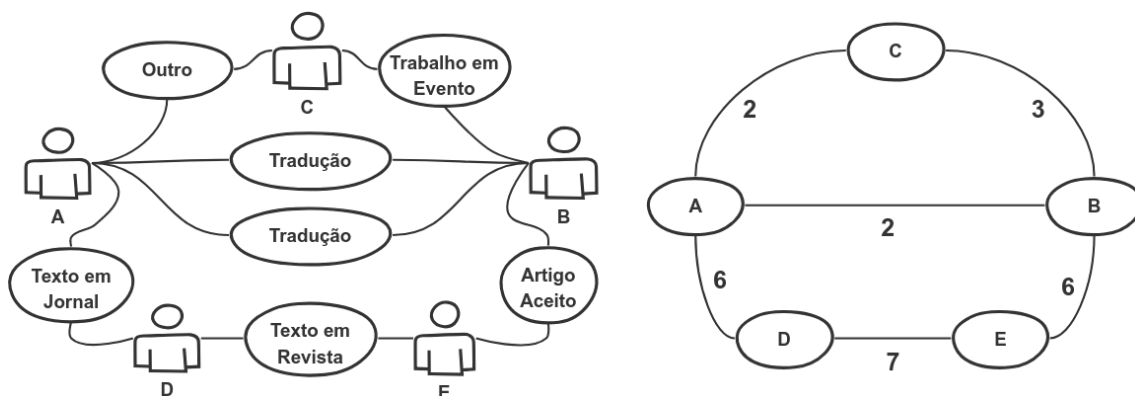 Outro
Trabalho em
Evento
C
Tradução
A
B
Tradução
Texto em
Jornal
Artigo
Aceito
Texto em
Revista
D
E
C
2
3
A
B
2
6
6
D
E
7